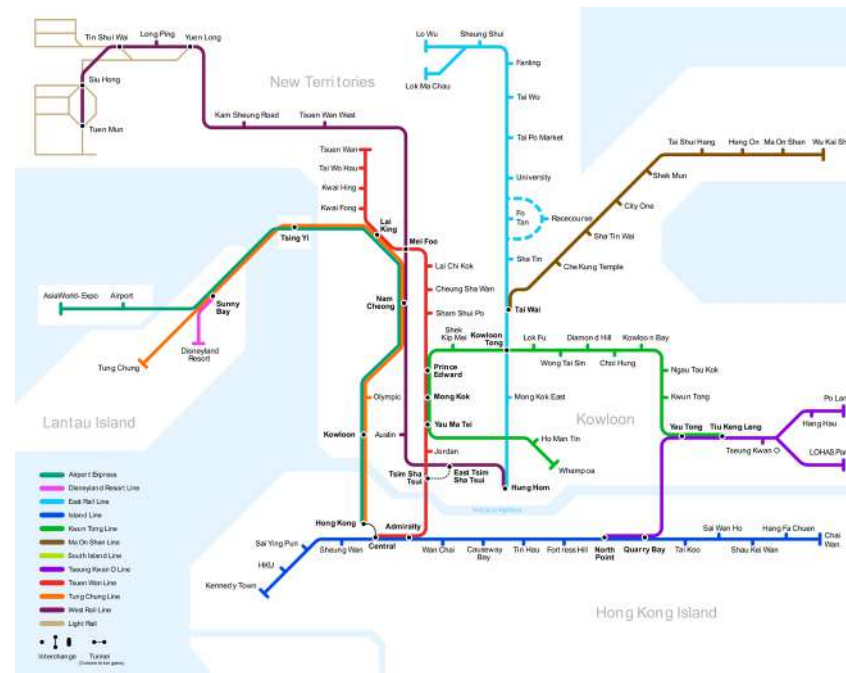 Tin Shui Wai
Long Ping
Yuen Long
Siu Hong
Tuen Mun
New Territories
Kam Sheung Road
Tsuen Wan West
Lo Wu
Sheung Shui
Lok Ma Chau
Fanling
Tai Wo
Tai Po Market
University
Fo
Tan
Racecourse
Sha Tin
Tai Wai
Tai Shui Hang
Heng On
Ma On Shan
Wu Kai Sh
Shek Mun
City One
Sha Tin Wai
Che Kung Temple
Tsuen Wan
Tai Wo Hau
Kwai Hing
Kwai Fong
Lai
King
Mei Foo
Tsing Yi
Lai Chi Kok
Cheung Sha Wan
Sham Shui Po
Nam
Cheong
AsiaWorld-Expo
Airport
Sunny
Bay
Disneyland
Resort
Tung Chung
Lantau Island
Shek
Kip Mei
Kowloon
Tong
Lok Fu
Diamond Hill
Kowloon Bay
Wong Tai Sin
Choi Hung
Ngau Tau Kok
Kwun Tong
Prince
Edward
Mong Kok
Yau Ma Tei
Olympic
Mong Kok East
Kowloon
Kowloon
Austin
Jordan
Ho Man Tin
Whampoa
Yau Tong
Tiu Keng Leng
Tseung Kwan O
Po Lam
Hang Hau
LOHAS Par
Tsim Sha
Tsui
East Tsim
Sha Tsui
Hung Hom
Victoria Harbour
Hong Kong
Central
Admiralty
Sai Ying Pun
HKU
Kennedy Town
Sheung Wan
Wan Chai
Causeway
Bay
Tin Hau
Fortress Hill
North
Point
Quarry Bay
Tai Koo
Sai Wan Ho
Shau Kei Wan
Hang Fa Chuen
Chai
Wan
Hong Kong Island
Airport Express
Disneyland Resort Line
East Rail Line
Island Line
Kwun Tong Line
Ma On Shan Line
South Island Line
Tseung Kwan O Line
Tsuen Wan Line
Tung Chung Line
West Rail Line
Light Rail
Interchange
Tunnel